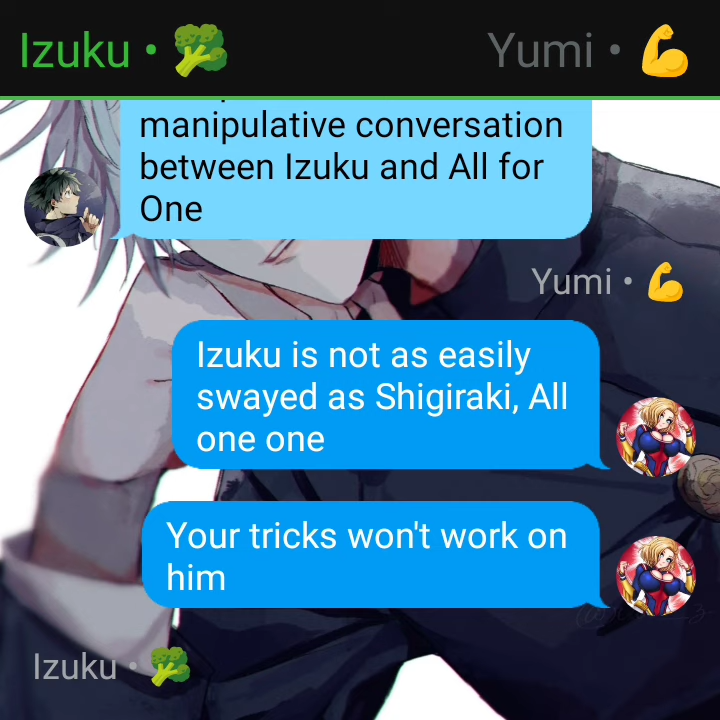 Izuku • 🥦
Yumi • 💪
manipulative conversation
between Izuku and All for
One
Yumi • 💪
Izuku is not as easily
swayed as Shigiraki, All
one one
Your tricks won't work on
him
Izuku • 🥦